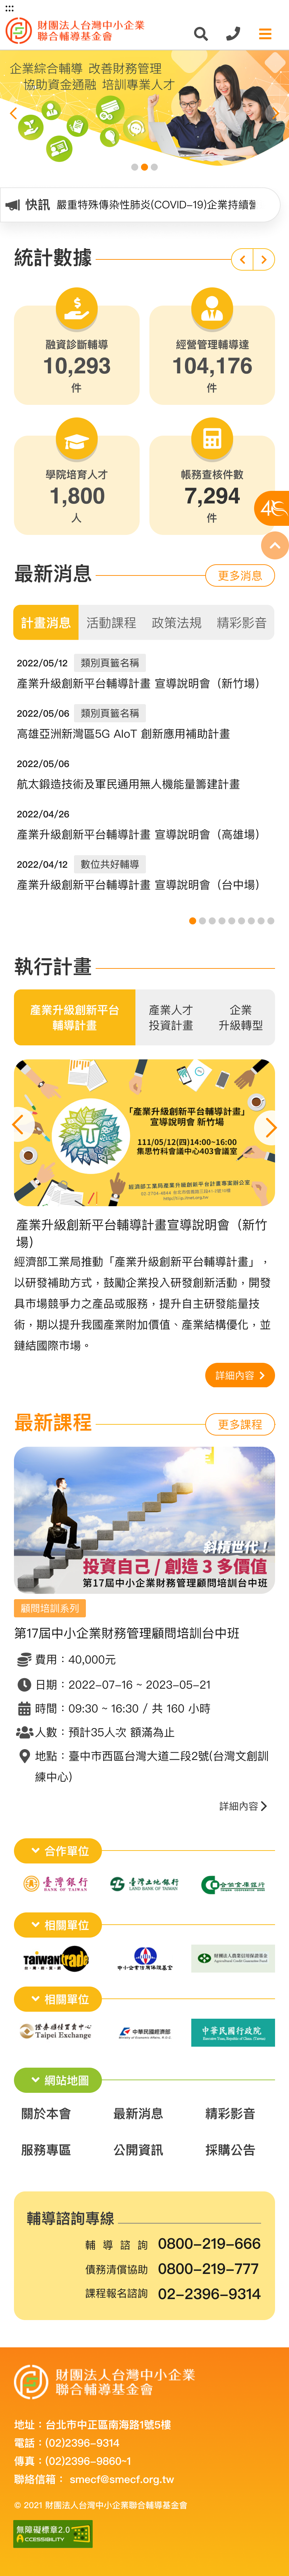 :::
財團法人台灣中小企業
聯合輔導基金會
企業綜合輔導 改善財務管理
協助資金通融 培訓專業人才
快訊 嚴重特殊傳染性肺炎(COVID-19)企業持續營
統計數據
融資診斷輔導
10,293
件
經營管理輔導達
104,176
件
學院培育人才
1,800
人
帳務查核件數
7,294
件
最新消息
更多消息
計畫消息 活動課程 政策法規 精彩影音
2022/05/12 類別頁籤名稱
產業升級創新平台輔導計畫 宣導說明會（新竹場）
2022/05/06 類別頁籤名稱
高雄亞洲新灣區5G AIoT 創新應用補助計畫
2022/05/06
航太鍛造技術及軍民通用無人機能量籌建計畫
2022/04/26
產業升級創新平台輔導計畫 宣導說明會（高雄場）
2022/04/12 數位共好輔導
產業升級創新平台輔導計畫 宣導說明會（台中場）
執行計畫
產業升級創新平台
輔導計畫
產業人才
投資計畫
企業
升級轉型
「產業升級創新平台輔導計畫」
宣導說明會 新竹場
111/05/12(四)14:00~16:00
集思竹科會議中心403會議室
經濟部工業局產業升級創新平台輔導計畫專案辦公室
產業升級創新平台輔導計畫宣導說明會（新竹
場）
經濟部工業局推動「產業升級創新平台輔導計畫」，
以研發補助方式，鼓勵企業投入研發創新活動，開發
具市場競爭力之產品或服務，提升自主研發能量技
術，期以提升我國產業附加價值、產業結構優化，並
鏈結國際市場。
詳細內容
最新課程
更多課程
斜槓世代！
投資自己 / 創造 3 多價值
第17屆中小企業財務管理顧問培訓台中班
顧問培訓系列
第17屆中小企業財務管理顧問培訓台中班
費用：40,000元
日期：2022-07-16 ~ 2023-05-21
時間：09:30 ~ 16:30 / 共 160 小時
人數：預計35人次 額滿為止
地點：臺中市西區台灣大道二段2號(台灣文創訓
練中心)
詳細內容
合作單位
臺灣銀行
BANK OF TAIWAN
臺灣土地銀行
LAND BANK OF TAIWAN
合作金庫銀行
相關單位
TAIWANtrade
中小企業信用保證基金
財團法人農業信用保證基金
Agricultural Credit Guarantee Fund
相關單位
證券櫃檯買賣中心
Taipei Exchange
中華民國經濟部
Ministry of Economic Affairs, R.O.C.
中華民國行政院
Executive Yuan, Republic of China (Taiwan)
網站地圖
關於本會 最新消息 精彩影音
服務專區 公開資訊 採購公告
輔導諮詢專線
輔導諮詢 0800-219-666
債務清償協助 0800-219-777
課程報名諮詢 02-2396-9314
財團法人台灣中小企業
聯合輔導基金會
地址：台北市中正區南海路1號5樓
電話：(02)2396-9314
傳真：(02)2396-9860~1
聯絡信箱： smecf@smecf.org.tw
© 2021 財團法人台灣中小企業聯合輔導基金會
無障礙標章2.0
ACCESSIBILITY